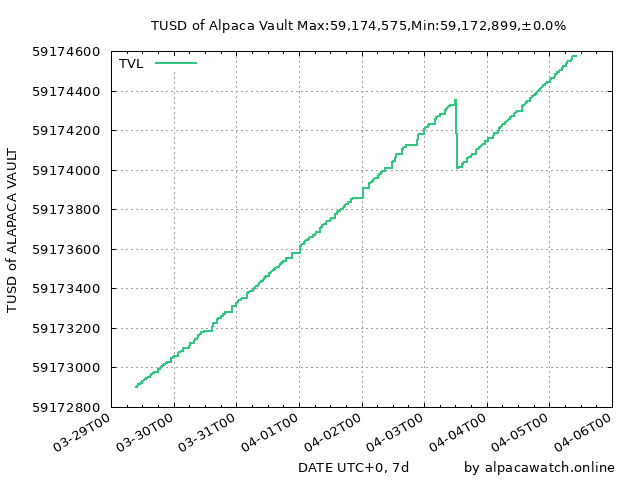 TUSD of Alpaca Vault Max:59,174,575,Min:59,172,899,±0.0%
TVL
59174600
59174400
59174200
59174000
59173800
59173600
59173400
59173200
59173000
59172800
TUSD of ALAPACA VAULT
03-29T00
03-30T00
03-31T00
04-01T00
04-02T00
04-03T00
04-04T00
04-05T00
04-06T00
DATE UTC+0, 7d
by alpacawatch.online